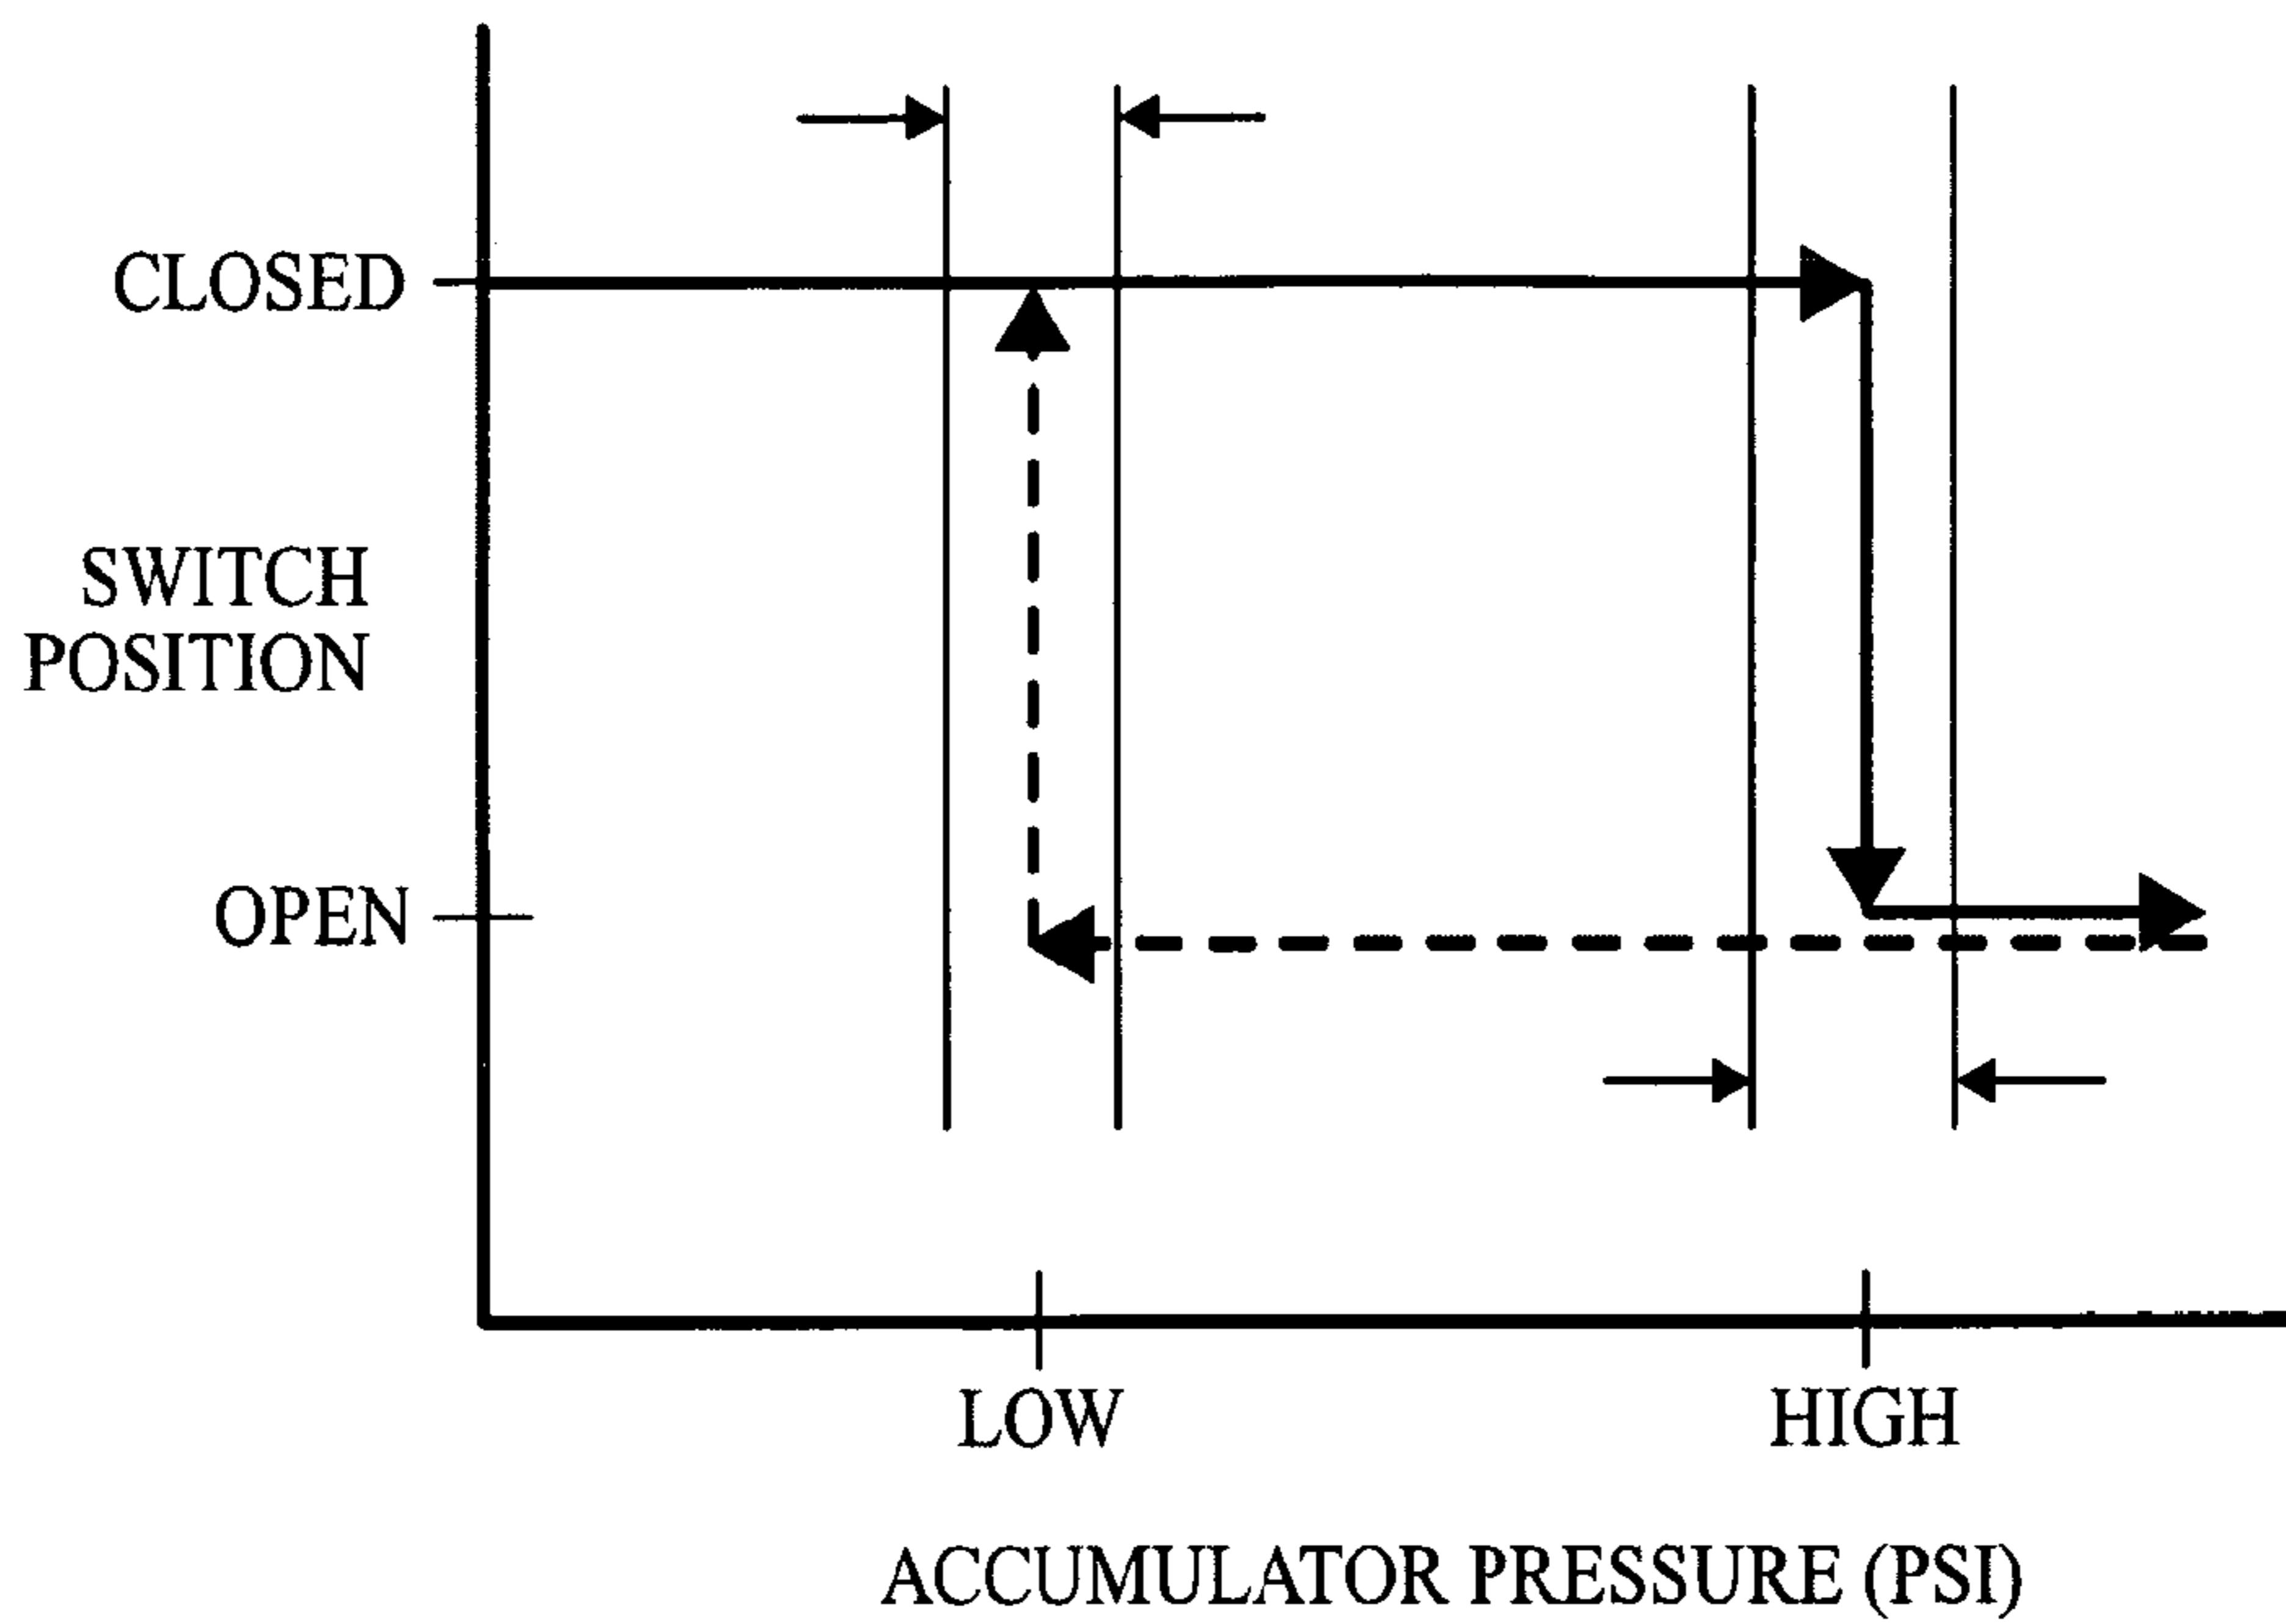 CLOSED
SWITCH
POSITION
OPEN
LOW
HIGH
ACCUMULATOR PRESSURE (PSI)